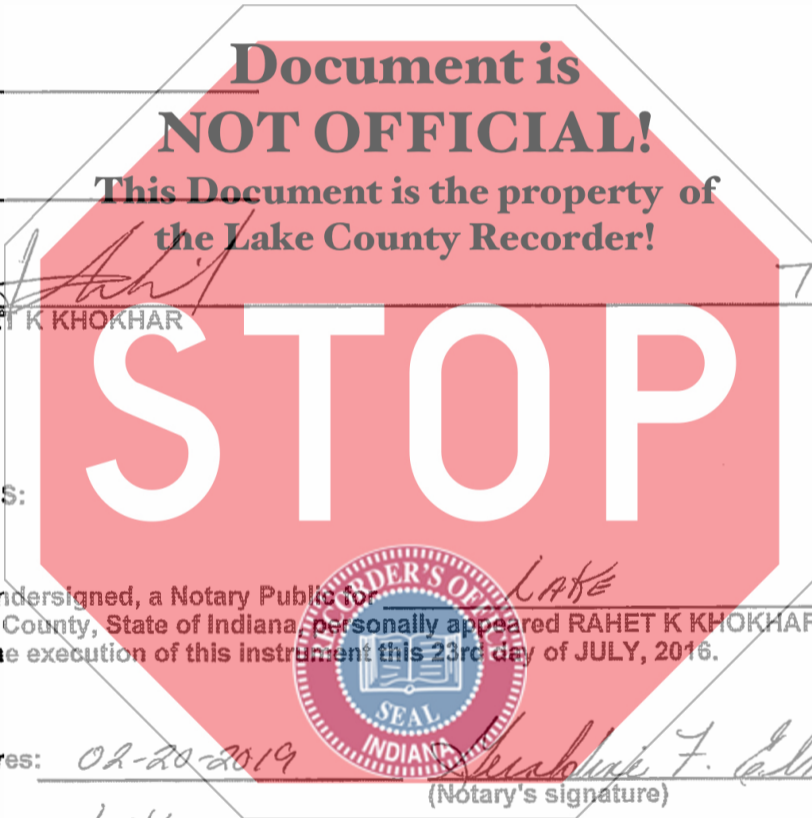 Document is
NOT OFFICIAL!
This Document is the property of
the Lake County Recorder!
K KHOKHAR
STOP
S:
ndersigned, a Notary Public for LAKE
County, State of Indiana, personally appeared RAHET K KHOKHAR
e execution of this instrument this 23rd day of JULY, 2016.
RECORDER'S OFFICE
SEAL
INDIANA
res: 02-20-2019 Geraldine F.
(Notary's signature)